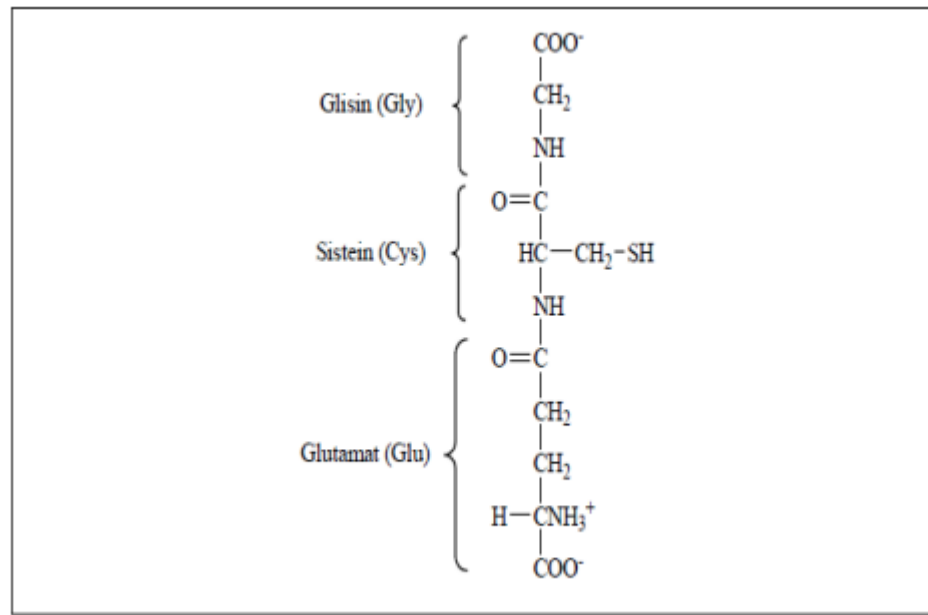 COO⁻
CH₂
Glisin (Gly)
NH
O=C
Sistein (Cys)
HC—CH₂-SH
NH
O=C
CH₂
Glutamat (Glu)
CH₂
H—CNH₃⁺
COO⁻